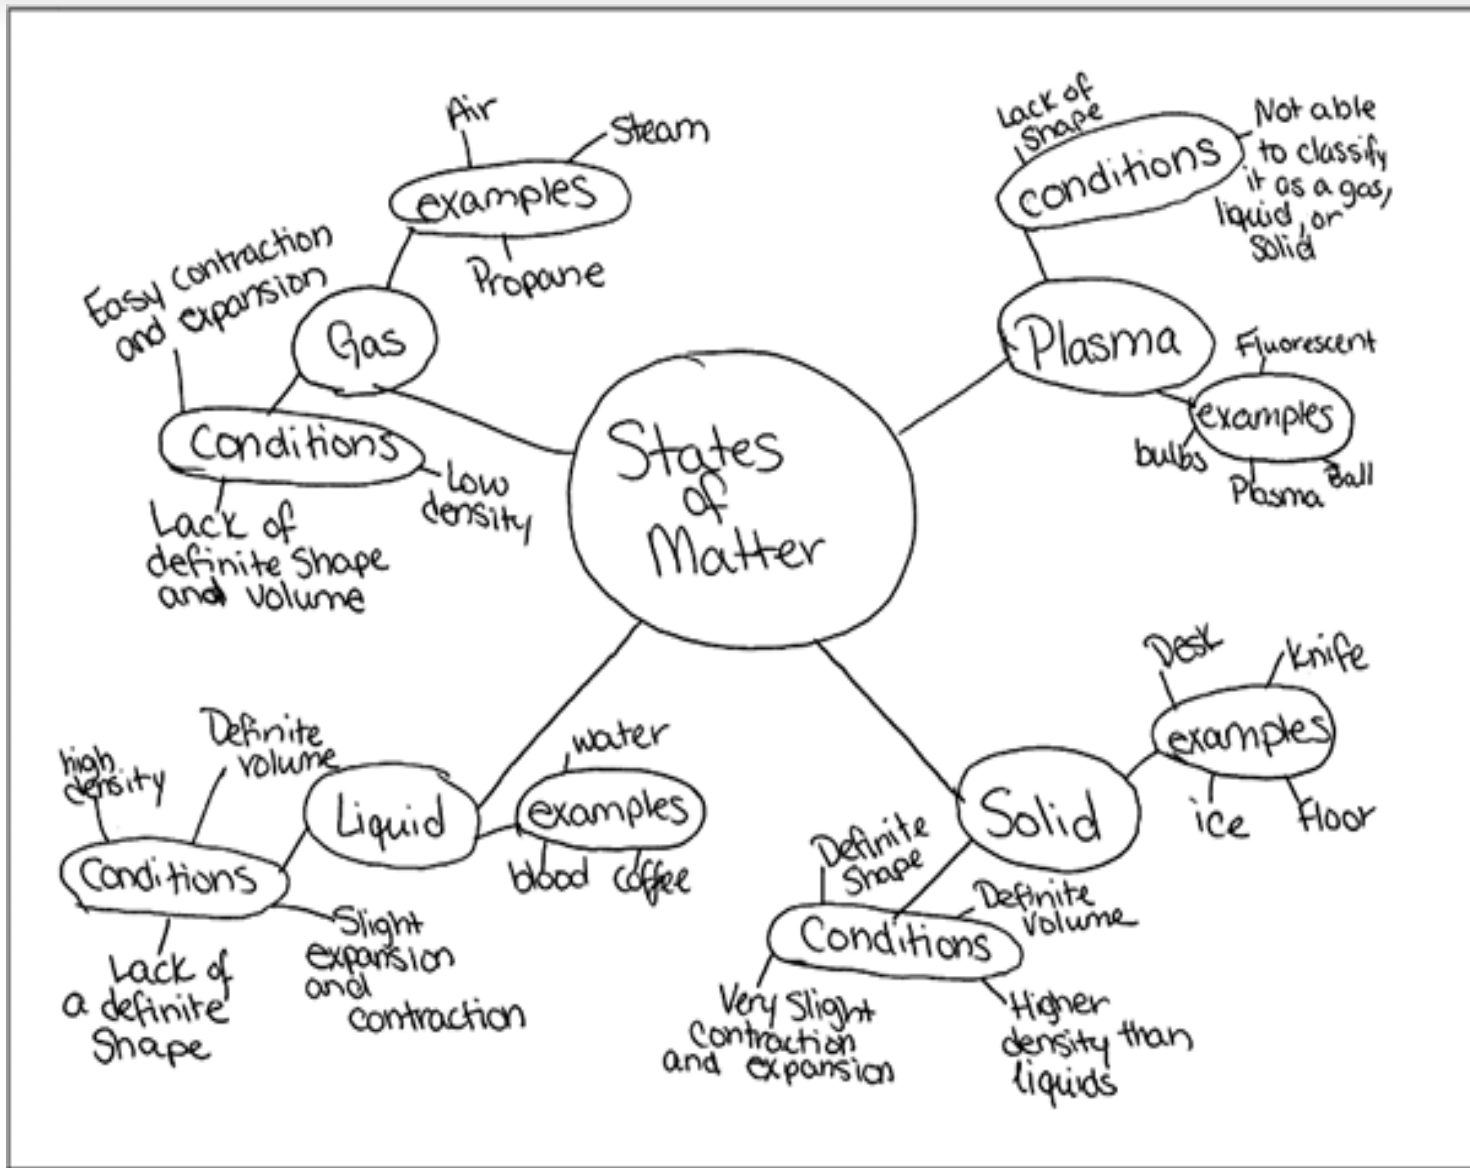 States
of
Matter
Gas
examples
Air
Steam
Propane
Conditions
Easy contraction
and expansion
Low
density
Lack of
definite Shape
and volume
Plasma
conditions
Lack of
Shape
Not able
to classify
it as a gas,
liquid, or
Solid
examples
Fluorescent
bulbs
Plasma Ball
Liquid
examples
water
blood
coffee
Conditions
high
density
Definite
volume
Slight
expansion
and
contraction
Lack of
a definite
Shape
Solid
examples
Desk
Knife
ice
floor
Conditions
Definite
Shape
Definite
volume
Very Slight
contraction
and expansion
Higher
density than
liquids